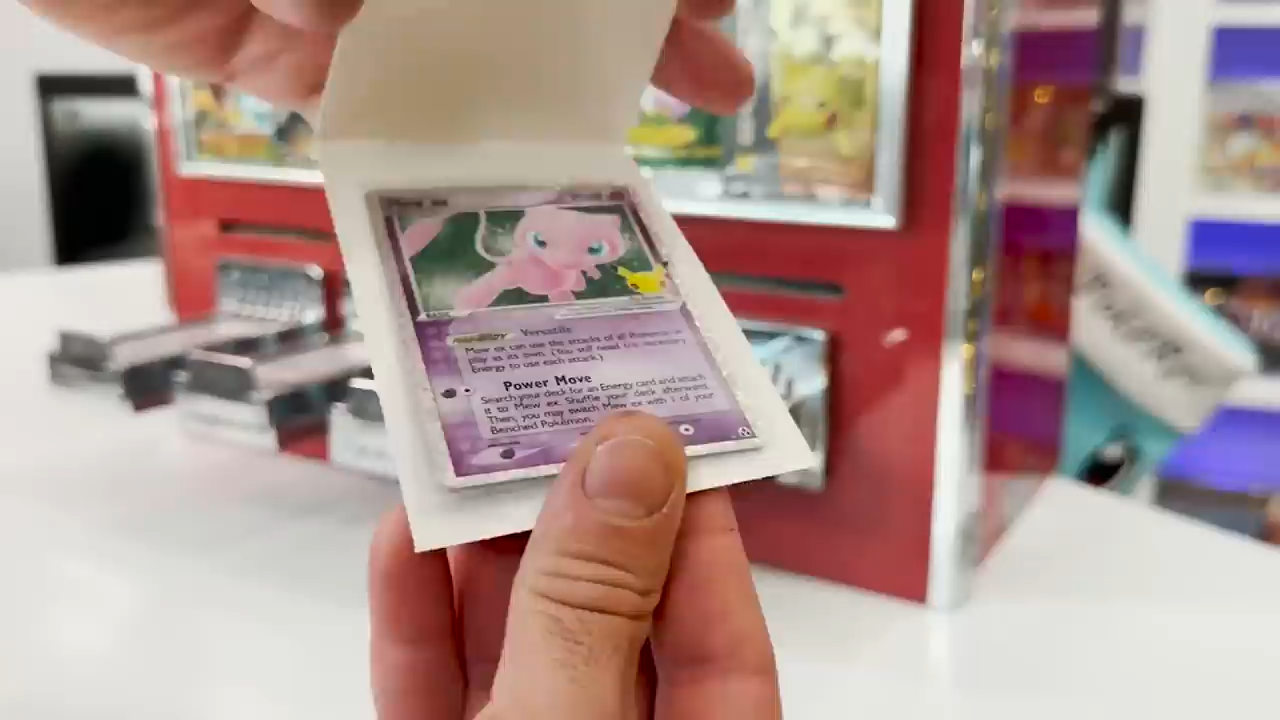 Versatile
Mew ex can use the attacks of all Pokémon in
play as its own. (You still need the necessary
Energy to use each attack.)
Power Move
Search your deck for an Energy card and attach
it to Mew ex. Shuffle your deck afterward.
Then, you may switch Mew ex with 1 of your
Benched Pokémon.